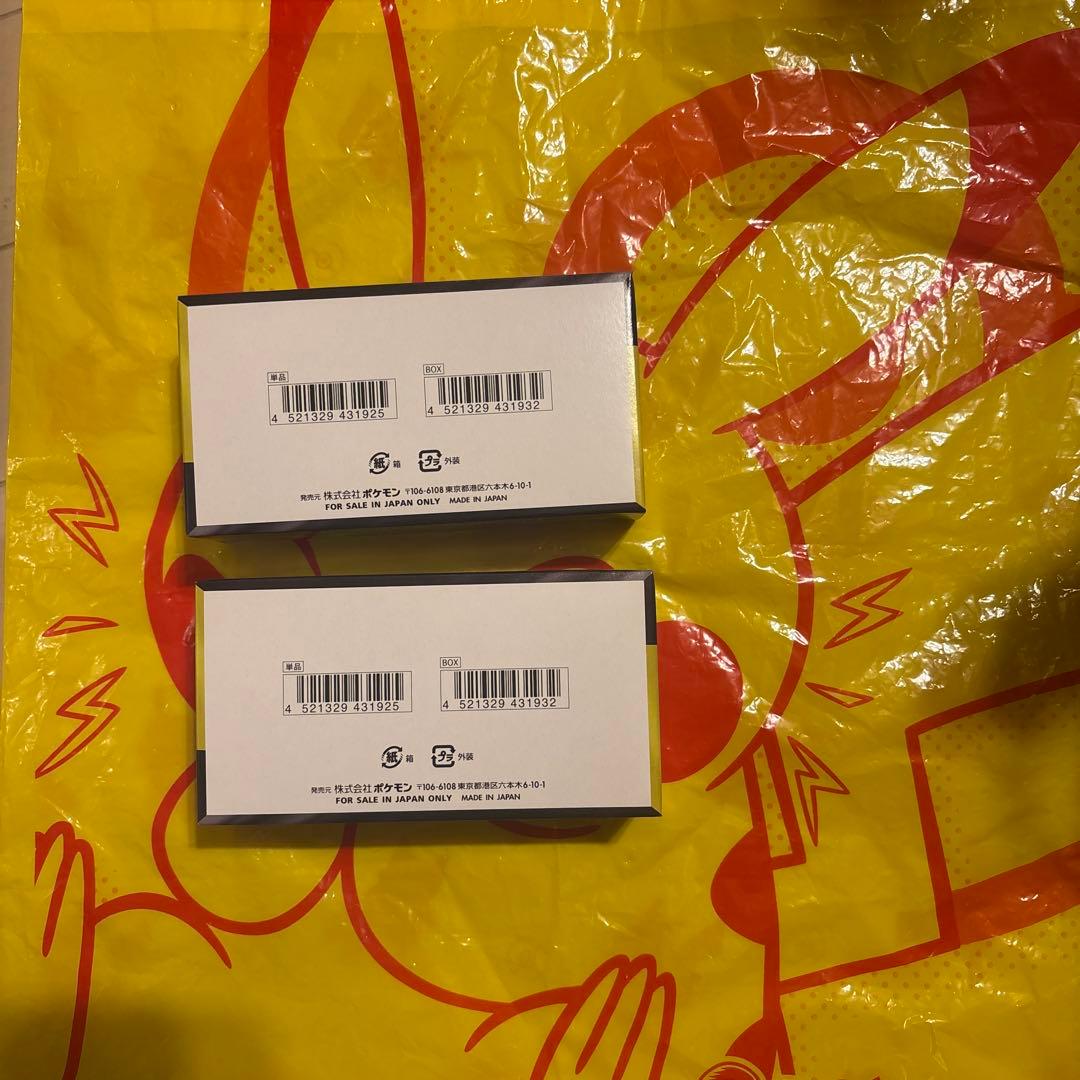 単品
BOX
4 521329 431925
4 521329 431932
紙 箱
プラ 外装
発売元 株式会社ポケモン 〒106-6108 東京都港区六本木6-10-1
FOR SALE IN JAPAN ONLY MADE IN JAPAN
単品
BOX
4 521329 431925
4 521329 431932
紙 箱
プラ 外装
発売元 株式会社ポケモン 〒106-6108 東京都港区六本木6-10-1
FOR SALE IN JAPAN ONLY MADE IN JAPAN